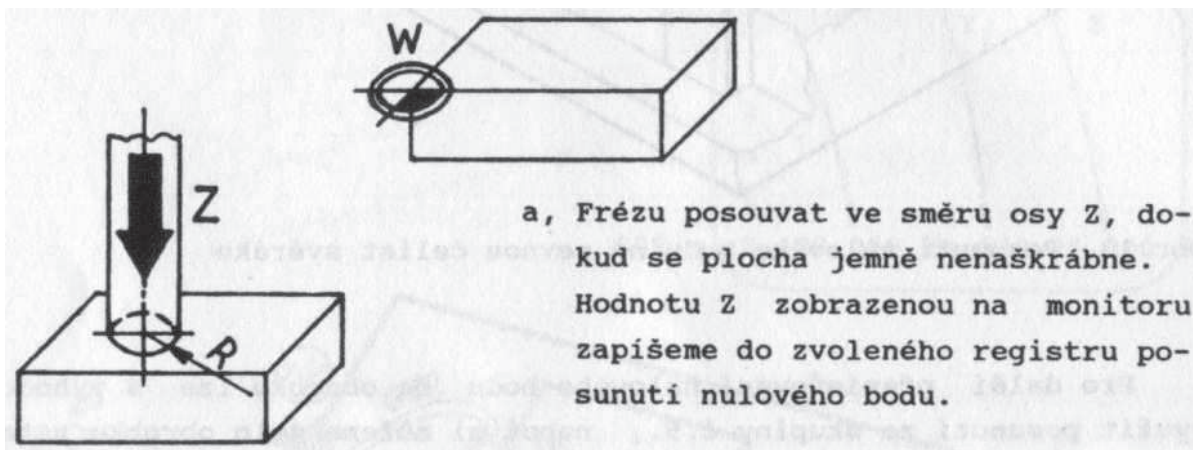 W
Z
R
a, Frézu posouvat ve směru osy Z, do-
kud se plocha jemně nenaškrábne.
Hodnotu Z zobrazenou na monitoru
zapíšeme do zvoleného registru po-
sunutí nulového bodu.